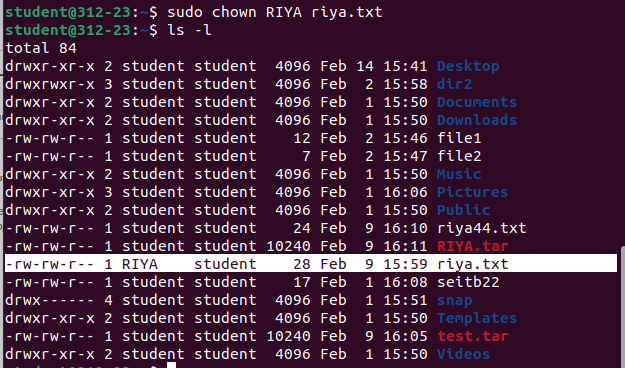 student@312-23:~$ sudo chown RIYA riya.txt
student@312-23:~$ ls -l
total 84
drwxr-xr-x 2 student student  4096 Feb 14 15:41 Desktop
drwxrwxr-x 3 student student  4096 Feb  2 15:58 dir2
drwxr-xr-x 2 student student  4096 Feb  1 15:50 Documents
drwxr-xr-x 2 student student  4096 Feb  1 15:50 Downloads
-rw-rw-r-- 1 student student    12 Feb  2 15:46 file1
-rw-rw-r-- 1 student student     7 Feb  2 15:47 file2
drwxr-xr-x 2 student student  4096 Feb  1 15:50 Music
drwxr-xr-x 3 student student  4096 Feb  1 16:06 Pictures
drwxr-xr-x 2 student student  4096 Feb  1 15:50 Public
-rw-rw-r-- 1 student student    24 Feb  9 16:10 riya44.txt
-rw-rw-r-- 1 student student 10240 Feb  9 16:11 RIYA.tar
-rw-rw-r-- 1 RIYA    student    28 Feb  9 15:59 riya.txt
-rw-rw-r-- 1 student student    17 Feb  1 16:08 seitb22
drwx------ 4 student student  4096 Feb  1 15:51 snap
drwxr-xr-x 2 student student  4096 Feb  1 15:50 Templates
-rw-rw-r-- 1 student student 10240 Feb  9 16:05 test.tar
drwxr-xr-x 2 student student  4096 Feb  1 15:50 Videos